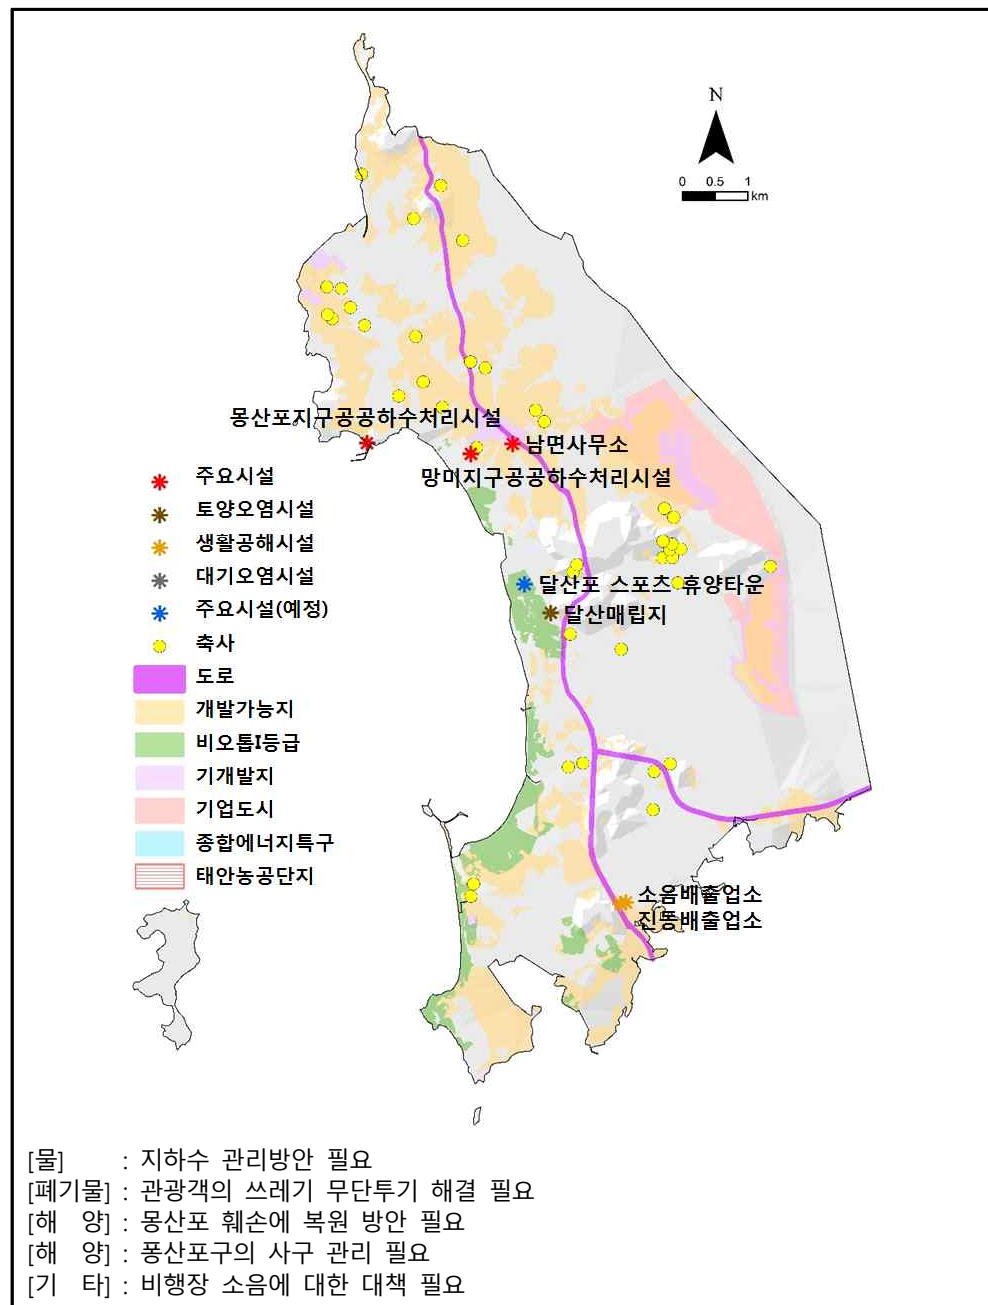 N
0 0.5 1
km
몽산포지구공공하수처리시설
남면사무소
망미지구공공하수처리시설
주요시설
토양오염시설
생활공해시설
대기오염시설
주요시설(예정)
축사
도로
개발가능지
비오톱I등급
기개발지
기업도시
종합에너지특구
태안농공단지
달산포 스포츠 휴양타운
달산매립지
소음배출업소
진동배출업소
[물] : 지하수 관리방안 필요
[폐기물] : 관광객의 쓰레기 무단투기 해결 필요
[해 양] : 몽산포 훼손에 복원 방안 필요
[해 양] : 퐁산포구의 사구 관리 필요
[기 타] : 비행장 소음에 대한 대책 필요